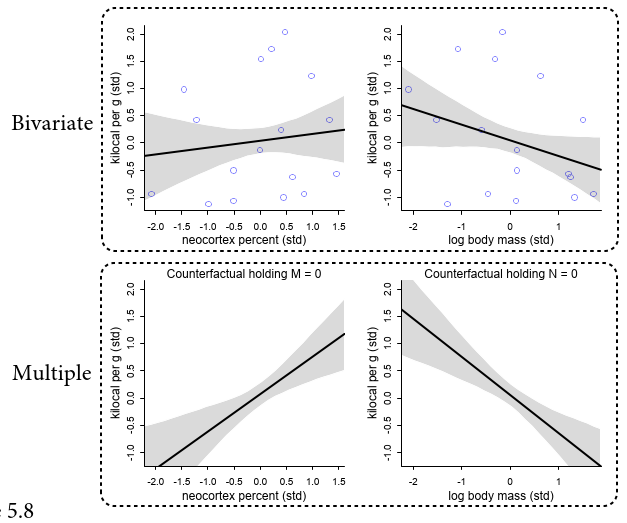 Bivariate
kilocal per g (std)
-1.0 -0.5 0.0 0.5 1.0 1.5 2.0
-2.0 -1.5 -1.0 -0.5 0.0 0.5 1.0 1.5
neocortex percent (std)
kilocal per g (std)
-1.0 -0.5 0.0 0.5 1.0 1.5 2.0
-2 -1 0 1
log body mass (std)
Multiple
Counterfactual holding M = 0
kilocal per g (std)
-1.0 -0.5 0.0 0.5 1.0 1.5 2.0
-2.0 -1.5 -1.0 -0.5 0.0 0.5 1.0 1.5
neocortex percent (std)
Counterfactual holding N = 0
kilocal per g (std)
-1.0 -0.5 0.0 0.5 1.0 1.5 2.0
-2 -1 0 1
log body mass (std)
5.8